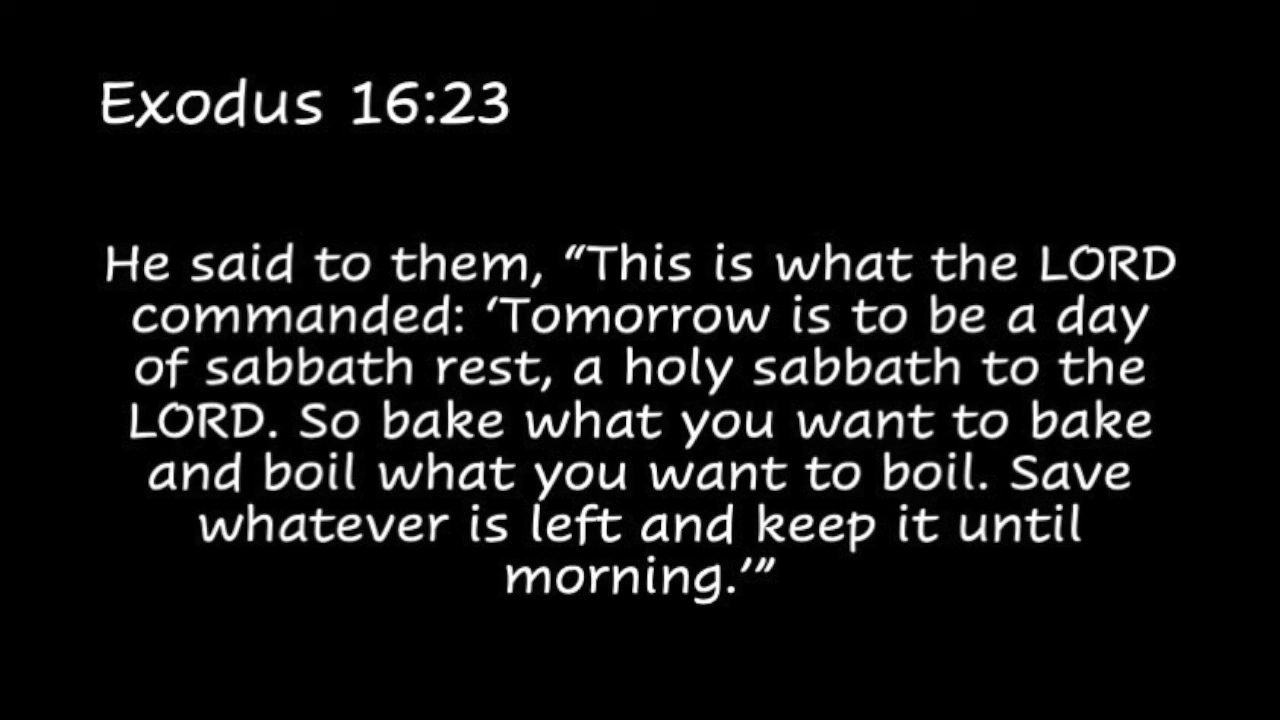 Exodus 16:23
He said to them, “This is what the LORD
commanded: ‘Tomorrow is to be a day
of sabbath rest, a holy sabbath to the
LORD. So bake what you want to bake
and boil what you want to boil. Save
whatever is left and keep it until
morning.’”